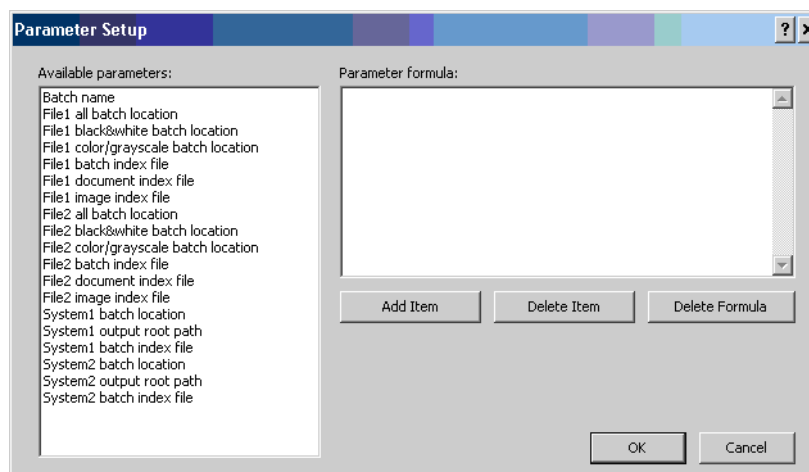 Parameter Setup
Available parameters:
Batch name
File1 all batch location
File1 black&white batch location
File1 color/grayscale batch location
File1 batch index file
File1 document index file
File1 image index file
File2 all batch location
File2 black&white batch location
File2 color/grayscale batch location
File2 batch index file
File2 document index file
File2 image index file
System1 batch location
System1 output root path
System1 batch index file
System2 batch location
System2 output root path
System2 batch index file
Parameter formula:
Add Item
Delete Item
Delete Formula
OK
Cancel